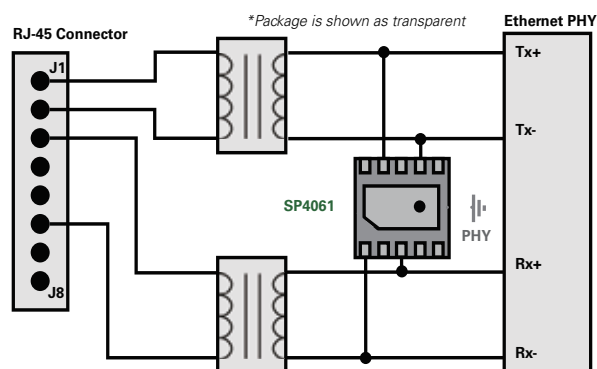 *Package is shown as transparent
Ethernet PHY
RJ-45 Connector
J1
Tx+
Tx-
SP4061
PHY
Rx+
J8
Rx-